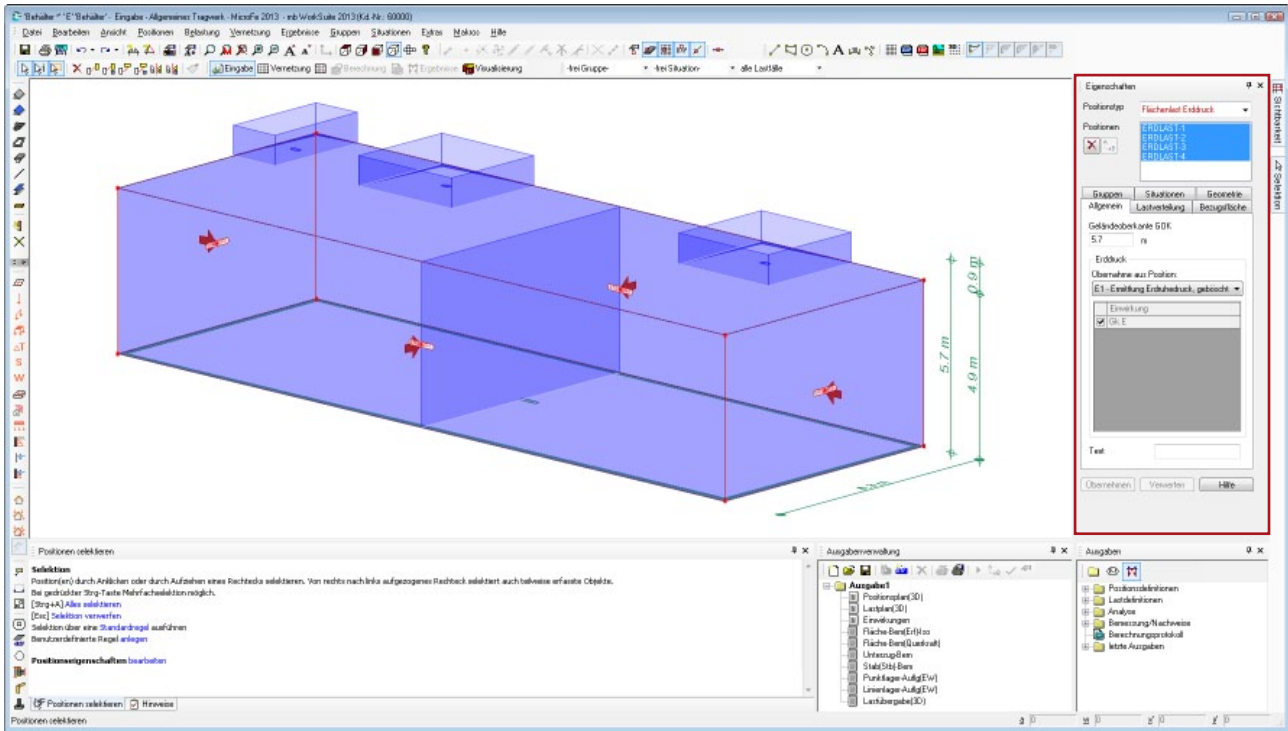 'Behälter *' 'E' 'Behälter' - Eingabe - Allgemeines Tragwerk - MicroFe 2013 - mb WorkSuite 2013 (Kd.-Nr.: 60000)
Datei Bearbeiten Ansicht Positionen Belastung Vernetzung Ergebnisse Gruppen Situationen Extras Makros Hilfe
Eingabe Vernetzung Berechnung Ergebnisse Visualisierung -frei Gruppe- -frei Situation- alle Lastfälle
Eigenschaften
Positionstyp Flächenlast Erddruck
Positionen
ERDLAST-1
ERDLAST-2
ERDLAST-3
ERDLAST-4
Gruppen Situationen Geometrie
Allgemein Lastverteilung Bezugsfläche
Geländeoberkante GOK
5.7 m
Erddruck
Übernahme aus Position:
E1 - Ermittlung Erdruhedruck, geböscht
Einwirkung
Gk.E
Text
Übernehmen Verwerfen Hilfe
Sichtbarkeit
Selektion
ΔT
S
W
5.7 m
0.9 m
4.9 m
Positionen selektieren
Selektion
Position(en) durch Anklicken oder durch Aufziehen eines Rechtecks selektieren. Von rechts nach links aufgezogenes Rechteck selektiert auch teilweise erfasste Objekte.
Bei gedrückter Strg-Taste Mehrfachselektion möglich.
[Strg+A] Alles selektieren
[Esc] Selektion verwerfen
Selektion über eine Standardregel ausführen
Benutzerdefinierte Regel anlegen
Positionseigenschaften bearbeiten
Positionen selektieren Hinweise
Ausgabenverwaltung
Ausgabe1
Positionsplan(3D)
Lastplan(3D)
Einwirkungen
Fläche-Bem(Erf)-Iso
Fläche-Bem(Querkraft)
Unterzug-Bem
Stab(Stb)-Bem
Punktlager-Auflg(EW)
Linienlager-Auflg(EW)
Lastübergabe(3D)
Ausgaben
Positionsdefinitionen
Lastdefinitionen
Analyse
Bemessung/Nachweise
Berechnungsprotokoll
letzte Ausgaben
Positionen selektieren